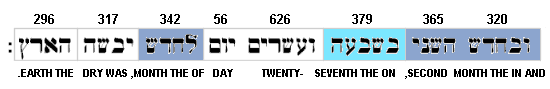 296 317 342 56 626 379 365 320
ובחדש השני בשבעה ועשרים יום לחדש יבשה הארץ :
.EARTH THE DRY WAS ,MONTH THE OF DAY TWENTY- SEVENTH THE ON ,SECOND MONTH THE IN AND